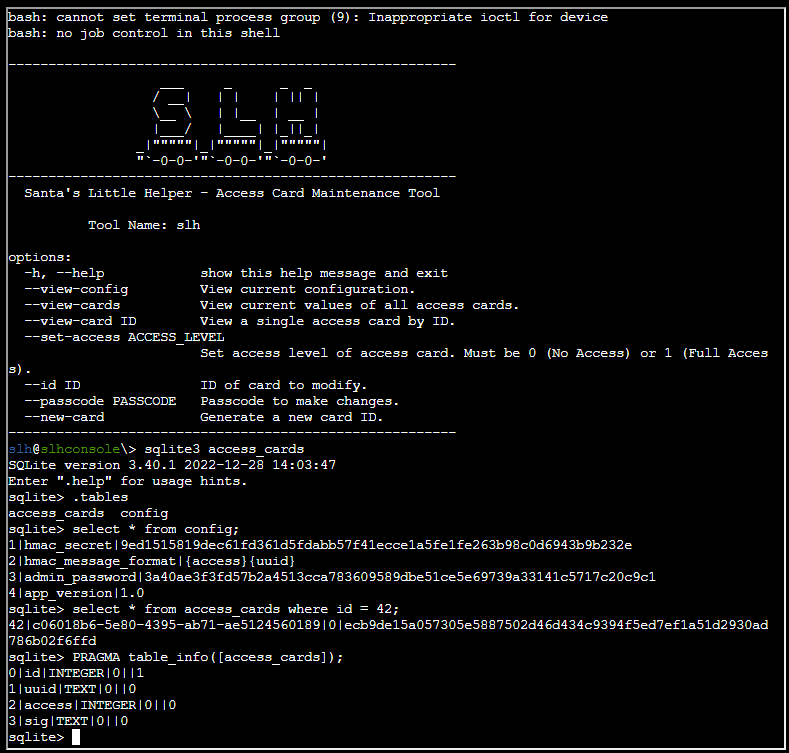 bash: cannot set terminal process group (9): Inappropriate ioctl for device
bash: no job control in this shell
SLH
Santa's Little Helper - Access Card Maintenance Tool
Tool Name: slh
options:
-h, --help show this help message and exit
--view-config View current configuration.
--view-cards View current values of all access cards.
--view-card ID View a single access card by ID.
--set-access ACCESS_LEVEL
Set access level of access card. Must be 0 (No Access) or 1 (Full Acces
s).
--id ID ID of card to modify.
--passcode PASSCODE Passcode to make changes.
--new-card Generate a new card ID.
slh@slhconsole\> sqlite3 access_cards
SQLite version 3.40.1 2022-12-28 14:03:47
Enter ".help" for usage hints.
sqlite> .tables
access_cards config
sqlite> select * from config;
1|hmac_secret|9ed1515819dec61fd361d5fdabb57f41ecce1a5fe1fe263b98c0d6943b9b232e
2|hmac_message_format|{access}{uuid}
3|admin_password|3a40ae3f3fd57b2a4513cca783609589dbe51ce5e69739a33141c5717c20c9c1
4|app_version|1.0
sqlite> select * from access_cards where id = 42;
42|c06018b6-5e80-4395-ab71-ae5124560189|0|ecb9de15a057305e5887502d46d434c9394f5ed7ef1a51d2930ad
786b02f6ffd
sqlite> PRAGMA table_info([access_cards]);
0|id|INTEGER|0||1
1|uuid|TEXT|0||0
2|access|INTEGER|0||0
3|sig|TEXT|0||0
sqlite>